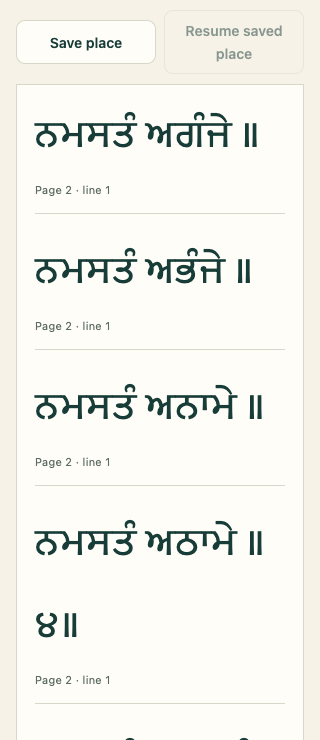 Save place
Resume saved
place
ਨਮਸਤੰ ਅਗੰਜੇ ॥
Page 2 · line 1
ਨਮਸਤੰ ਅਭੰਜੇ ॥
Page 2 · line 1
ਨਮਸਤੰ ਅਨਾਮੇ ॥
Page 2 · line 1
ਨਮਸਤੰ ਅਠਾਮੇ ॥
੪॥
Page 2 · line 1